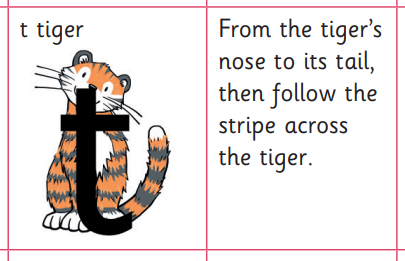 t tiger
t
From the tiger's
nose to its tail,
then follow the
stripe across
the tiger.